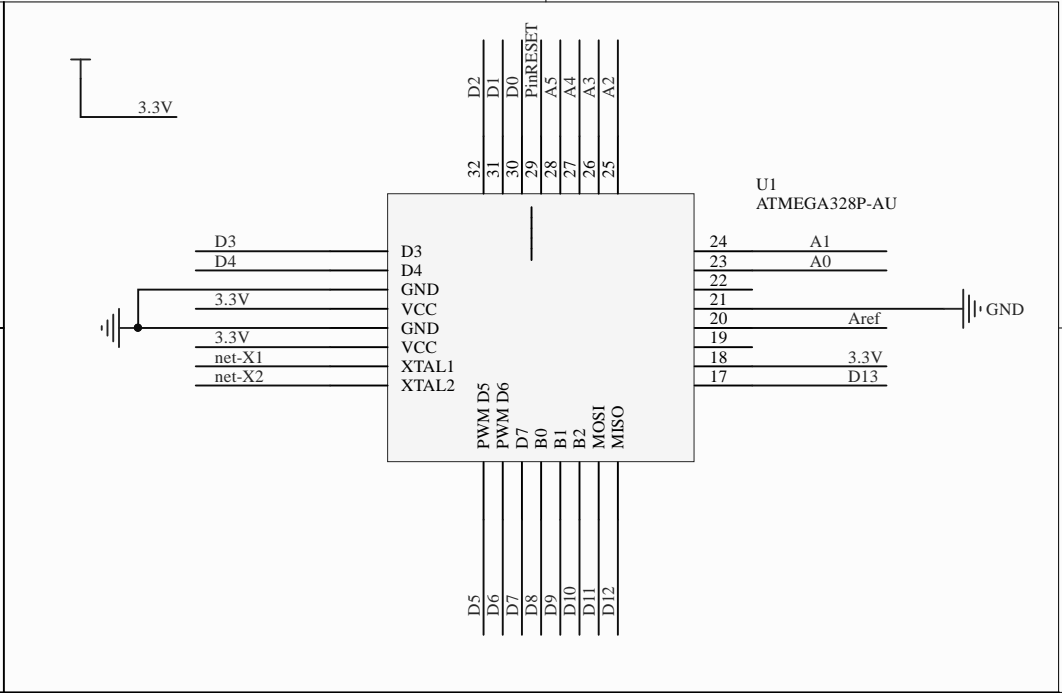 3.3V
D2
D1
D0
PinRESET
A5
A4
A3
A2
32
31
30
29
28
27
26
25
U1
ATMEGA328P-AU
D3
D4
3.3V
3.3V
net-X1
net-X2
D3
D4
GND
VCC
GND
VCC
XTAL1
XTAL2
24 A1
23 A0
22
21 GND
20 Aref
19
18 3.3V
17 D13
PWM D5
PWM D6
D7
B0
B1
B2
MOSI
MISO
D5
D6
D7
D8
D9
D10
D11
D12